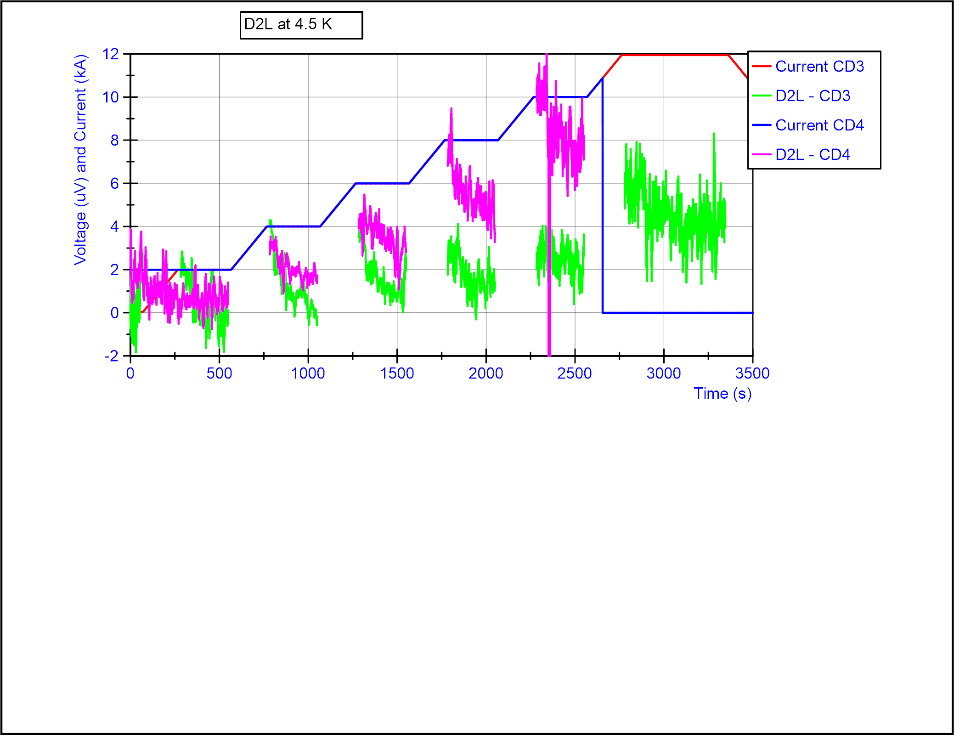 D2L at 4.5 K
Voltage (uV) and Current (kA)
12
10
8
6
4
2
0
-2
0 500 1000 1500 2000 2500 3000 3500
Time (s)
Current CD3
D2L - CD3
Current CD4
D2L - CD4